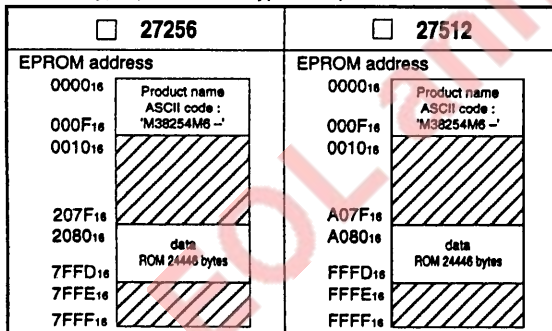 27256
27512
EPROM address
EPROM address
0000₁₆
Product name
ASCII code :
'M38254M6 –'
000F₁₆
0010₁₆
207F₁₆
2080₁₆
data
ROM 24446 bytes
7FFD₁₆
7FFE₁₆
7FFF₁₆
0000₁₆
Product name
ASCII code :
'M38254M6 –'
000F₁₆
0010₁₆
A07F₁₆
A080₁₆
data
ROM 24446 bytes
FFFD₁₆
FFFE₁₆
FFFF₁₆